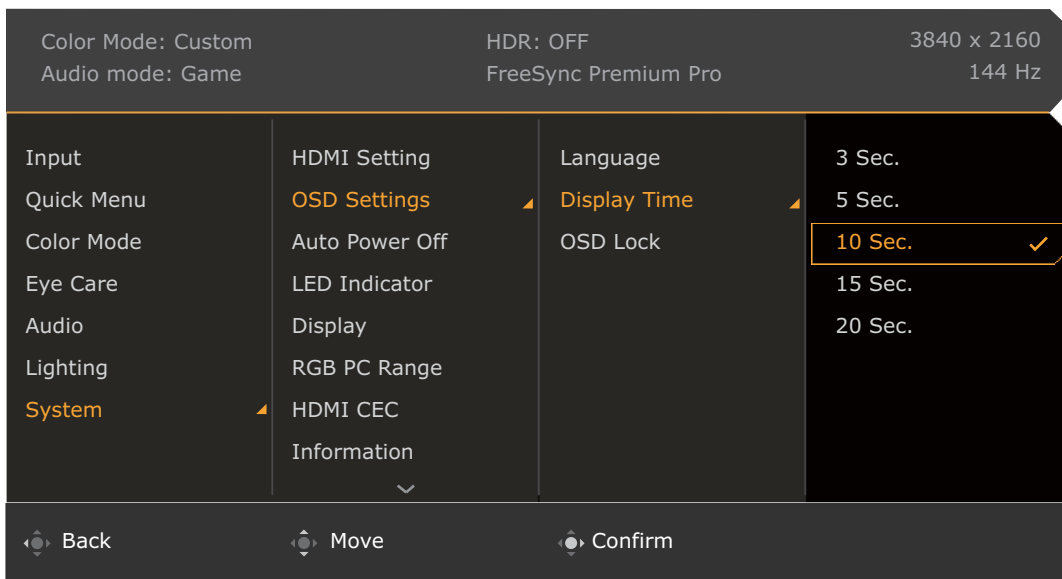 Color Mode: Custom
HDR: OFF
3840 x 2160
Audio mode: Game
FreeSync Premium Pro
144 Hz
Input
Quick Menu
Color Mode
Eye Care
Audio
Lighting
System
HDMI Setting
OSD Settings
Auto Power Off
LED Indicator
Display
RGB PC Range
HDMI CEC
Information
Language
Display Time
OSD Lock
3 Sec.
5 Sec.
10 Sec.
15 Sec.
20 Sec.
Back
Move
Confirm